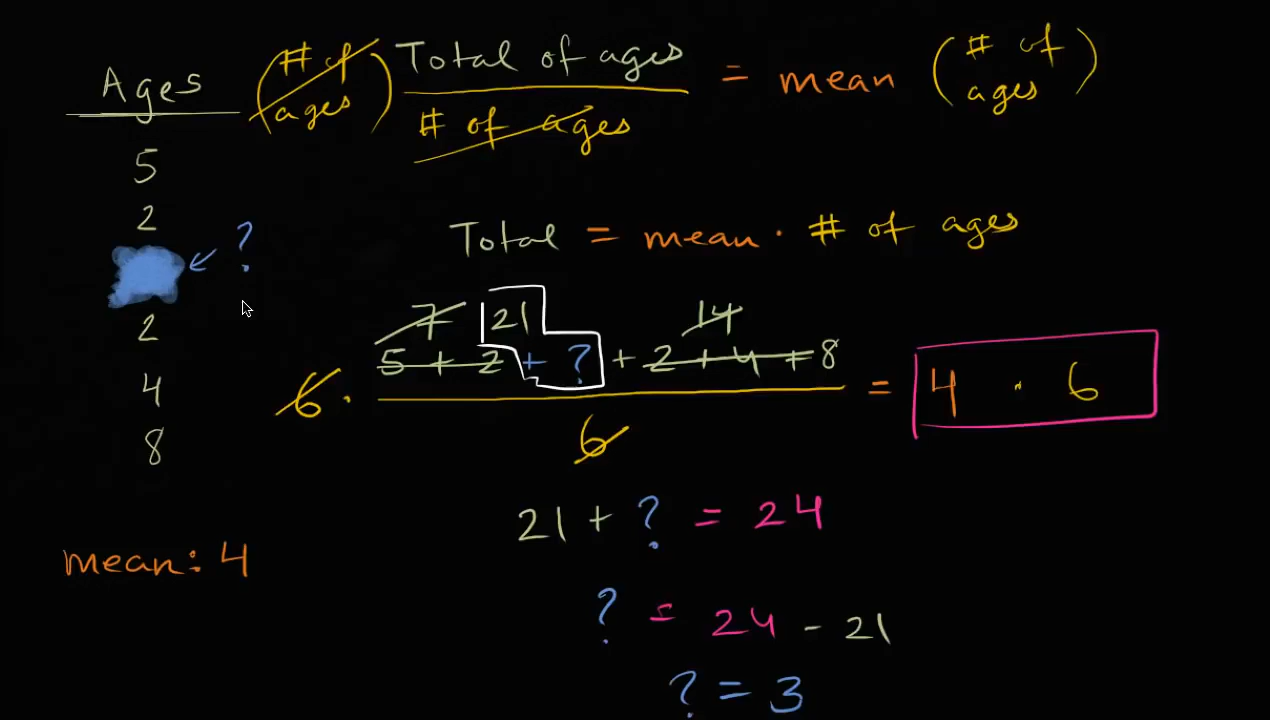 Ages
5
2
?
2
4
8
mean: 4
(# of ages) Total of ages / # of ages = mean (# of ages)
Total = mean · # of ages
7 21 14
5 + 2 + ? + 2 + 4 + 8
6 · = 4 · 6
6
21 + ? = 24
? = 24 - 21
? = 3